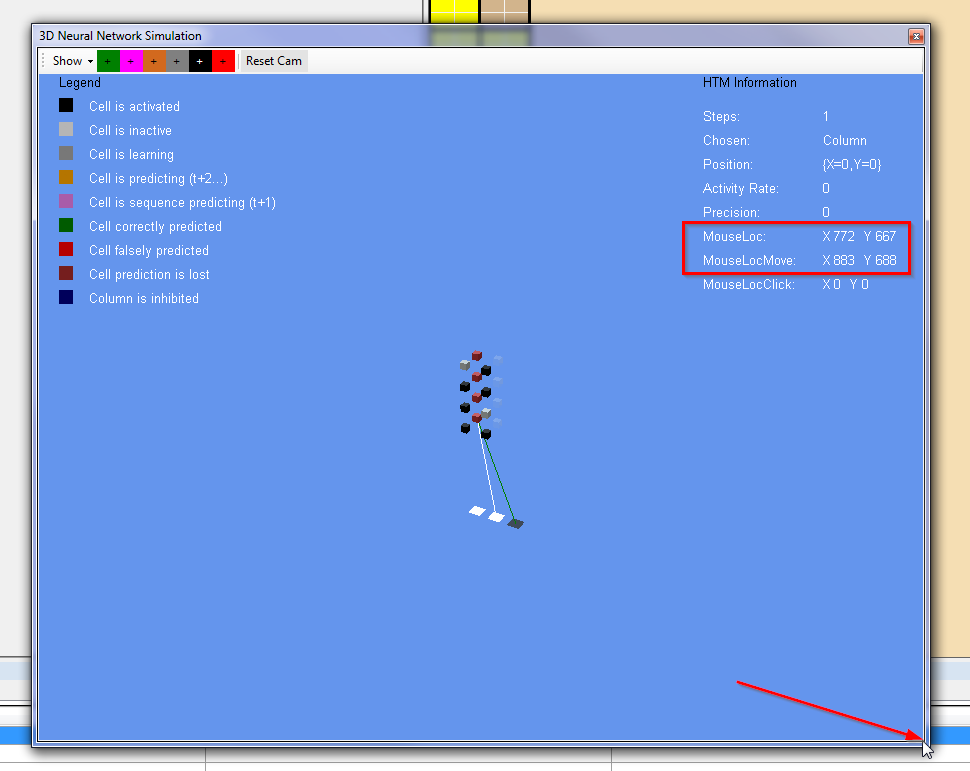 3D Neural Network Simulation
Show + + + + + + Reset Cam
Legend
Cell is activated
Cell is inactive
Cell is learning
Cell is predicting (t+2...)
Cell is sequence predicting (t+1)
Cell correctly predicted
Cell falsely predicted
Cell prediction is lost
Column is inhibited
HTM Information
Steps: 1
Chosen: Column
Position: {X=0,Y=0}
Activity Rate: 0
Precision: 0
MouseLoc: X 772 Y 667
MouseLocMove: X 883 Y 688
MouseLocClick: X 0 Y 0